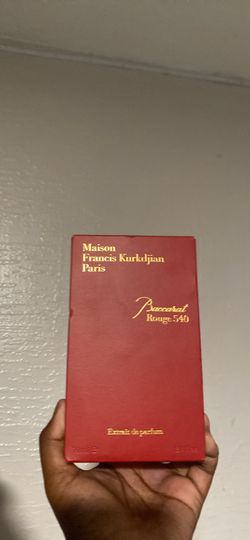 Maison
Francis Kurkdjian
Paris
Baccarat
Rouge 540
Extrait de parfum